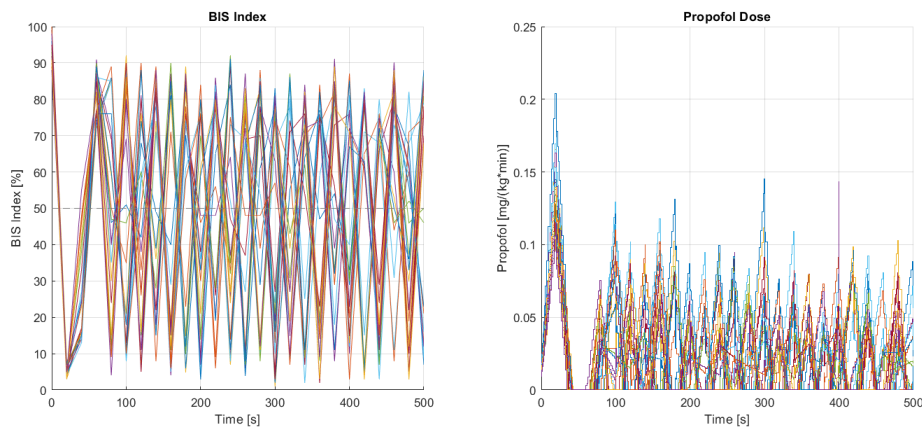 BIS Index
BIS Index [%]
100
90
80
70
60
50
40
30
20
10
0
0 100 200 300 400 500
Time [s]
Propofol Dose
Propofol [mg/(kg*min)]
0.25
0.2
0.15
0.1
0.05
0
0 100 200 300 400 500
Time [s]